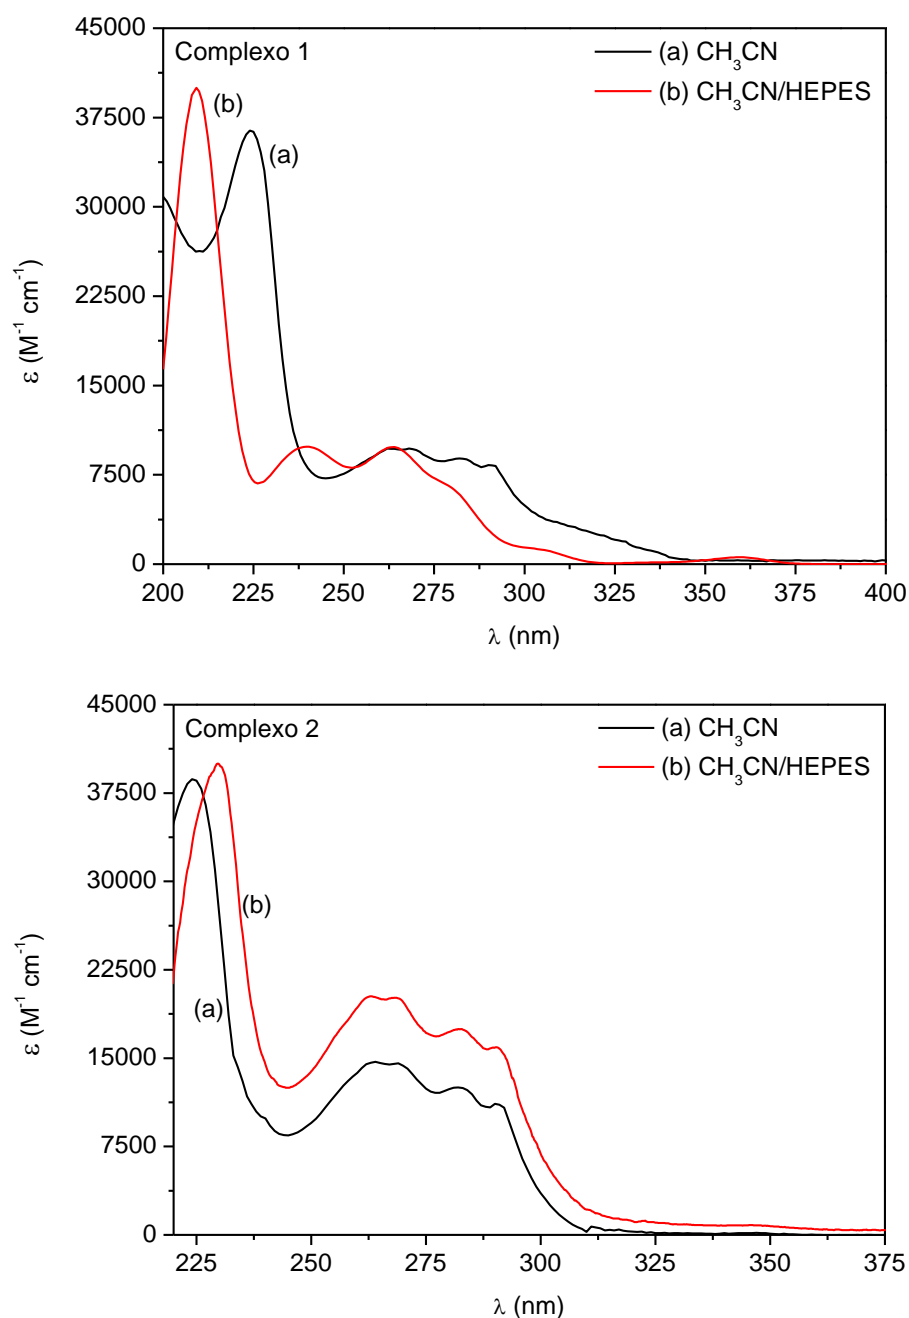 45000
Complexo 1
(a) CH₃CN
(b) CH₃CN/HEPES
(b)
(a)
37500
30000
22500
15000
7500
0
ε (M⁻¹ cm⁻¹)
200 225 250 275 300 325 350 375 400
λ (nm)
45000
Complexo 2
(a) CH₃CN
(b) CH₃CN/HEPES
37500
30000
(b)
22500
(a)
15000
7500
0
ε (M⁻¹ cm⁻¹)
225 250 275 300 325 350 375
λ (nm)